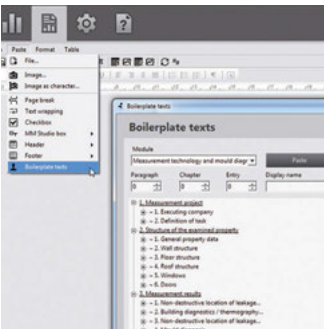 Paste Format Table
File...
Image...
Image as character...
Page break
Text wrapping
Checkbox
MM Studio box
Header
Footer
Boilerplate texts
Boilerplate texts
Boilerplate texts
Module
Measurement technology and mould diagr
Paste
Paragraph Chapter Entry Display name
0 0 0
1. Measurement project
1. Executing company
2. Definition of task
2. Structure of the examined property
1. General property data
2. Wall structure
3. Floor structure
4. Roof structure
5. Windows
6. Doors
3. Measurement results
1. Non-destructive location of leakage...
2. Building diagnostics / thermography...
3. Non-destructive location of leakage...